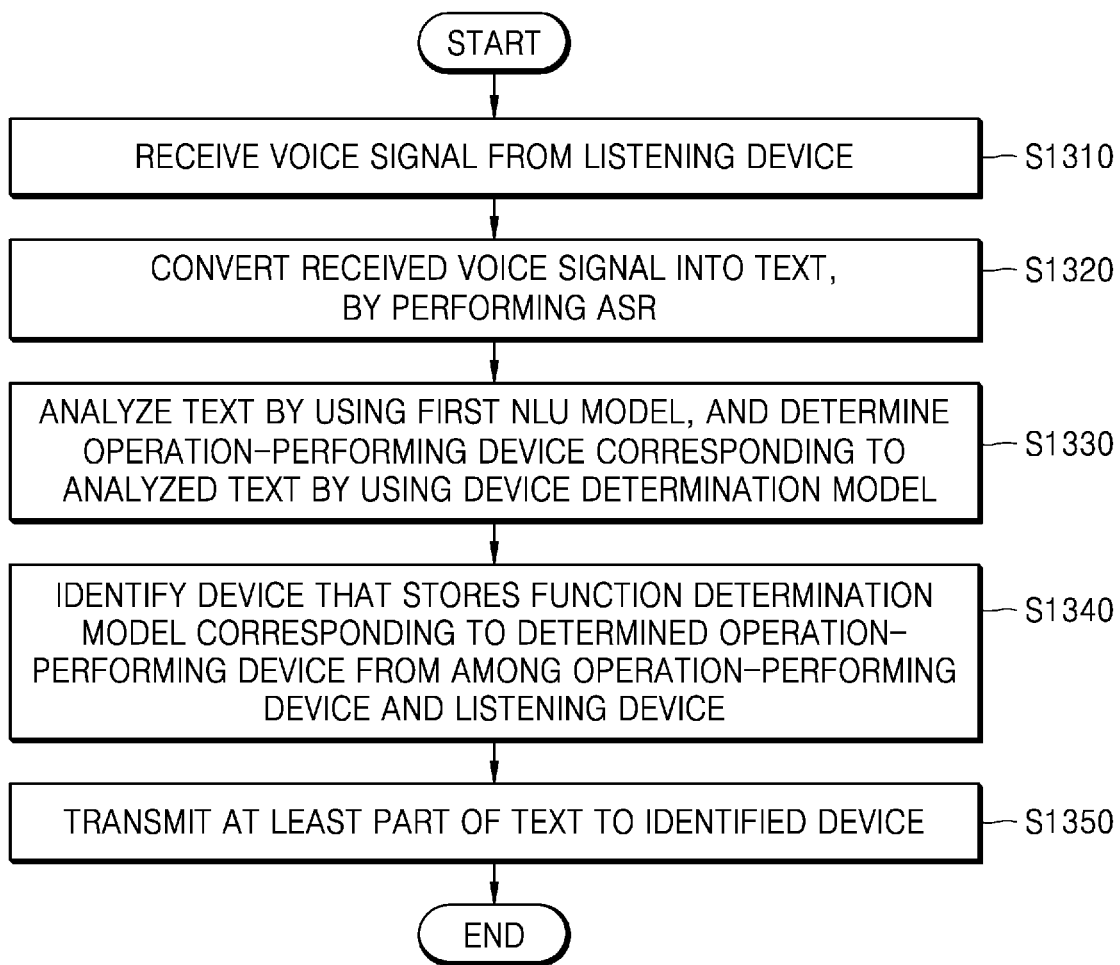 START
RECEIVE VOICE SIGNAL FROM LISTENING DEVICE
S1310
CONVERT RECEIVED VOICE SIGNAL INTO TEXT,
BY PERFORMING ASR
S1320
ANALYZE TEXT BY USING FIRST NLU MODEL, AND DETERMINE
OPERATION-PERFORMING DEVICE CORRESPONDING TO
ANALYZED TEXT BY USING DEVICE DETERMINATION MODEL
S1330
IDENTIFY DEVICE THAT STORES FUNCTION DETERMINATION
MODEL CORRESPONDING TO DETERMINED OPERATION-
PERFORMING DEVICE FROM AMONG OPERATION-PERFORMING
DEVICE AND LISTENING DEVICE
S1340
TRANSMIT AT LEAST PART OF TEXT TO IDENTIFIED DEVICE
S1350
END